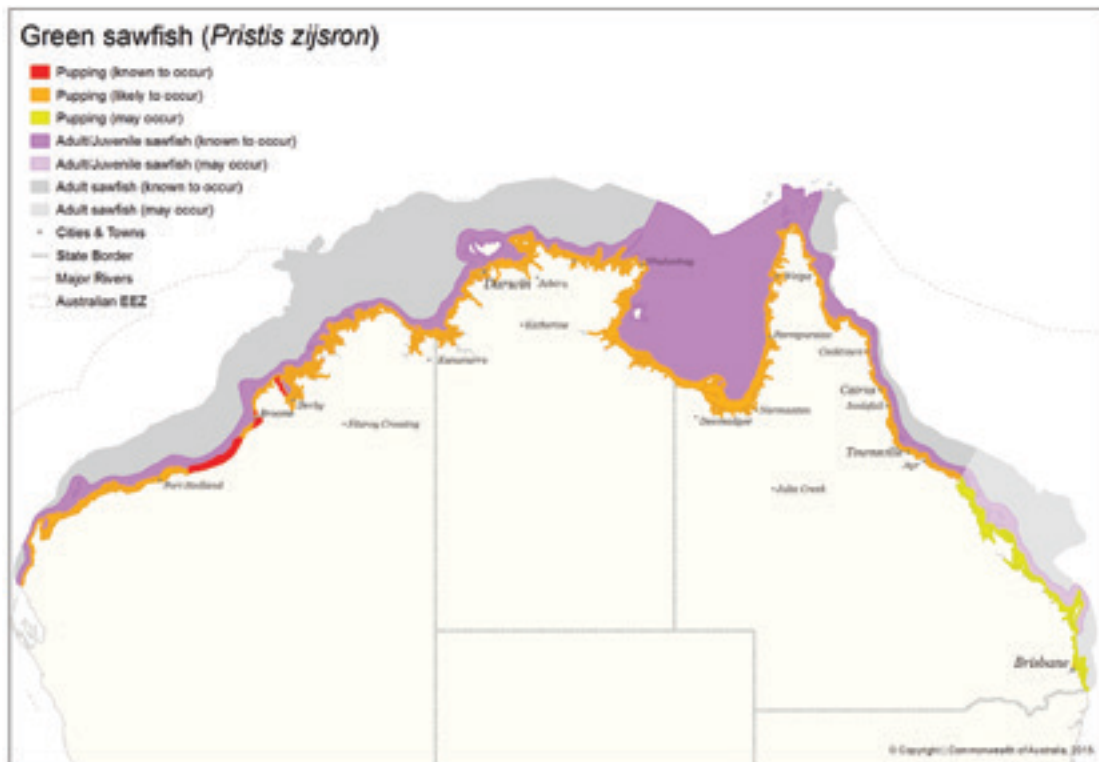 Green sawfish (Pristis zijsron)
Pupping (known to occur)
Pupping (likely to occur)
Pupping (may occur)
Adult/Juvenile sawfish (known to occur)
Adult/Juvenile sawfish (may occur)
Adult sawfish (known to occur)
Adult sawfish (may occur)
Cities & Towns
State Border
Major Rivers
Australian EEZ
Nhulunbuy
Darwin
Jabiru
Weipa
Katherine
Kununurra
Cooktown
Cairns
Innisfail
Derby
Broome
Fitzroy Crossing
Normanton
Doomadgee
Townsville
Ayr
Port Hedland
Julia Creek
Brisbane
© Copyright Commonwealth of Australia, 2015